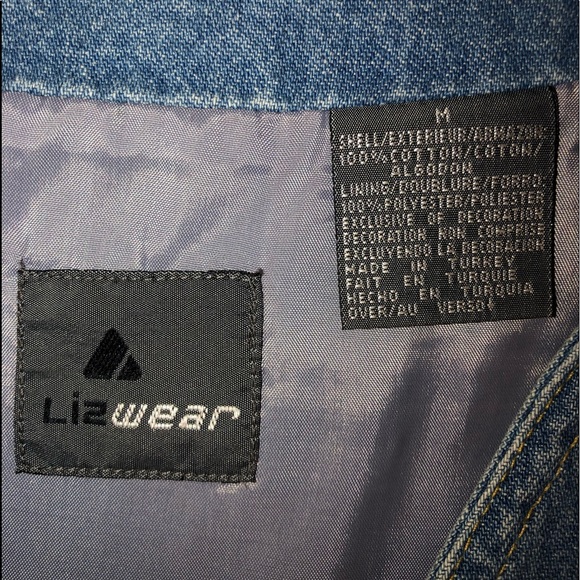 M
SHELL/EXTERIEUR/ARMAZON:
100%COTTON/COTON/
ALGODON
LINING/DOUBLURE/FORRO:
100%POLYESTER/POLIESTER
EXCLUSIVE OF DECORATION
DECORATION NON COMPRISE
EXCLUYENDO LA DECORACION
MADE IN TURKEY
FAIT EN TURQUIE
HECHO EN TURQUIA
OVER/AU VERSO
Lizwear